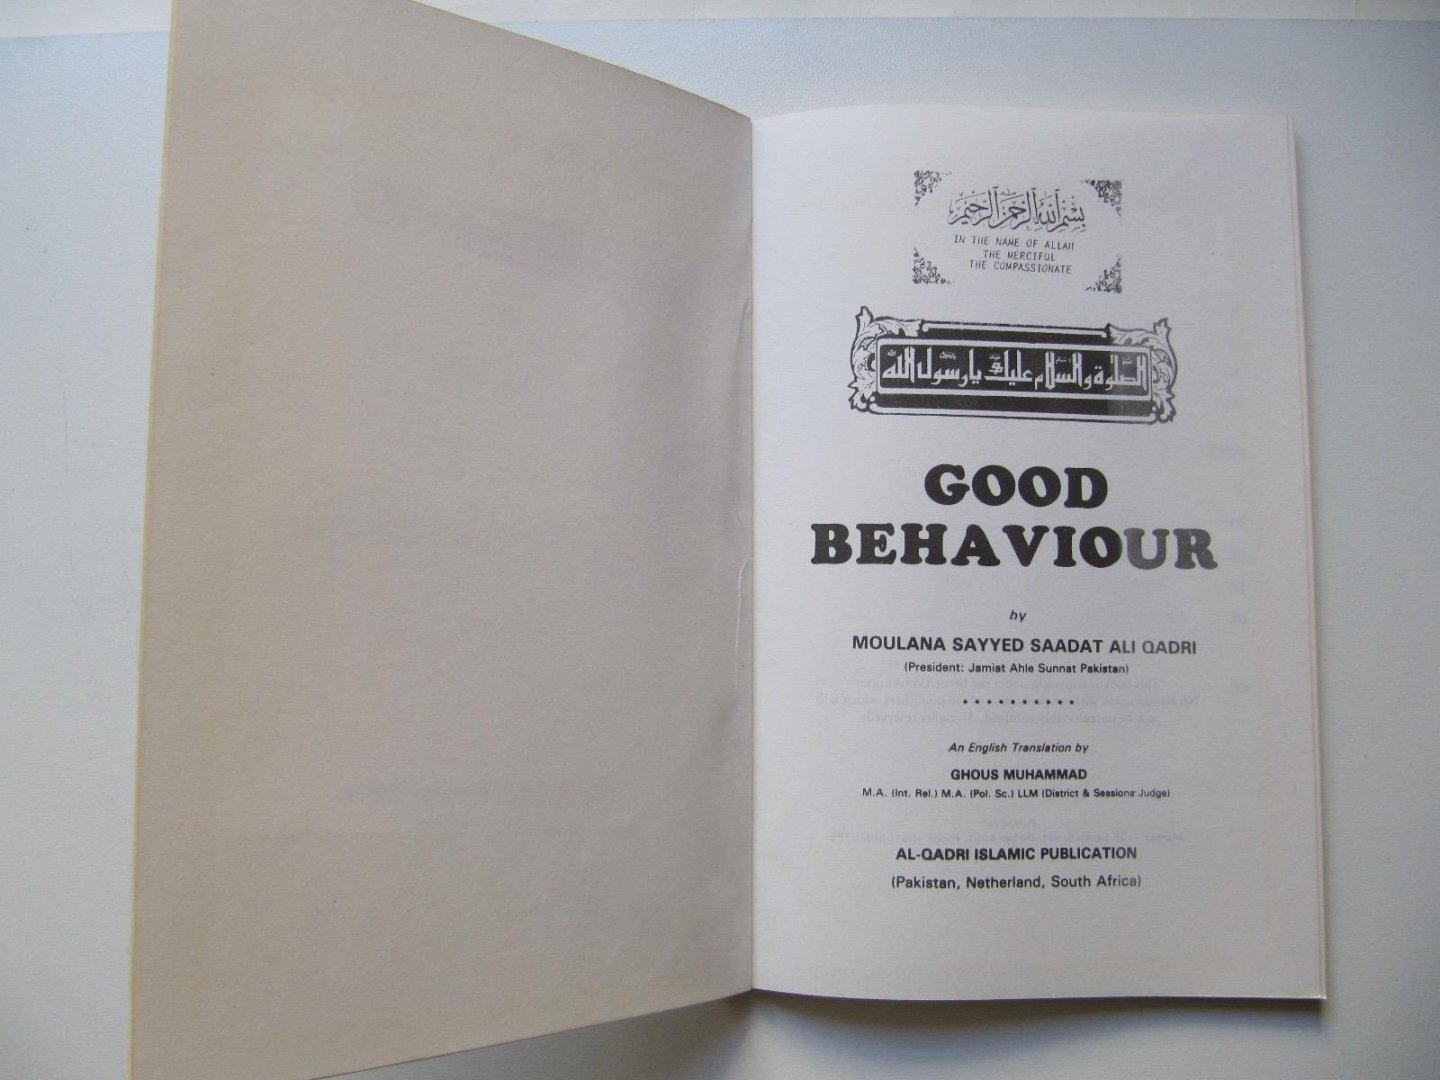 بسم الله الرحمن الرحيم
IN THE NAME OF ALLAH
THE MERCIFUL
THE COMPASSIONATE
الصلوة والسلام عليك يا رسول الله
GOOD
BEHAVIOUR
by
MOULANA SAYYED SAADAT ALI QADRI
(President: Jamiat Ahle Sunnat Pakistan)
..........
An English Translation by
GHOUS MUHAMMAD
M.A. (Int. Rel.) M.A. (Pol. Sc.) LLM (District & Sessions Judge)
AL-QADRI ISLAMIC PUBLICATION
(Pakistan, Netherland, South Africa)